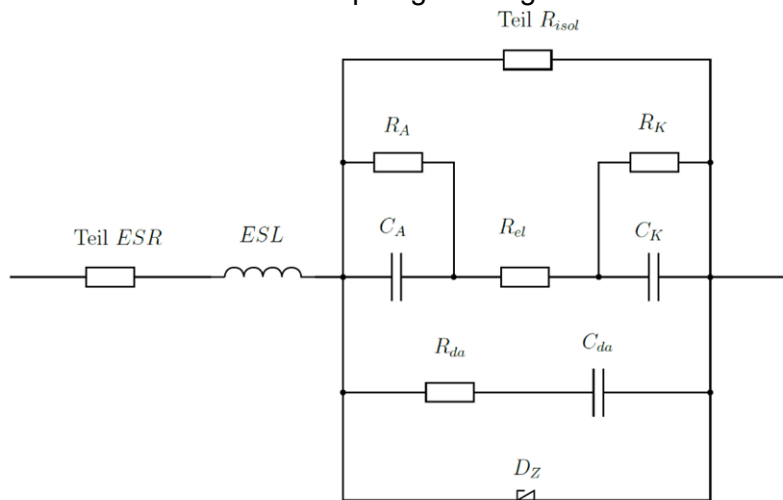 Teil R_isol
R_A
R_K
C_A
R_el
C_K
Teil ESR
ESL
R_da
C_da
D_Z